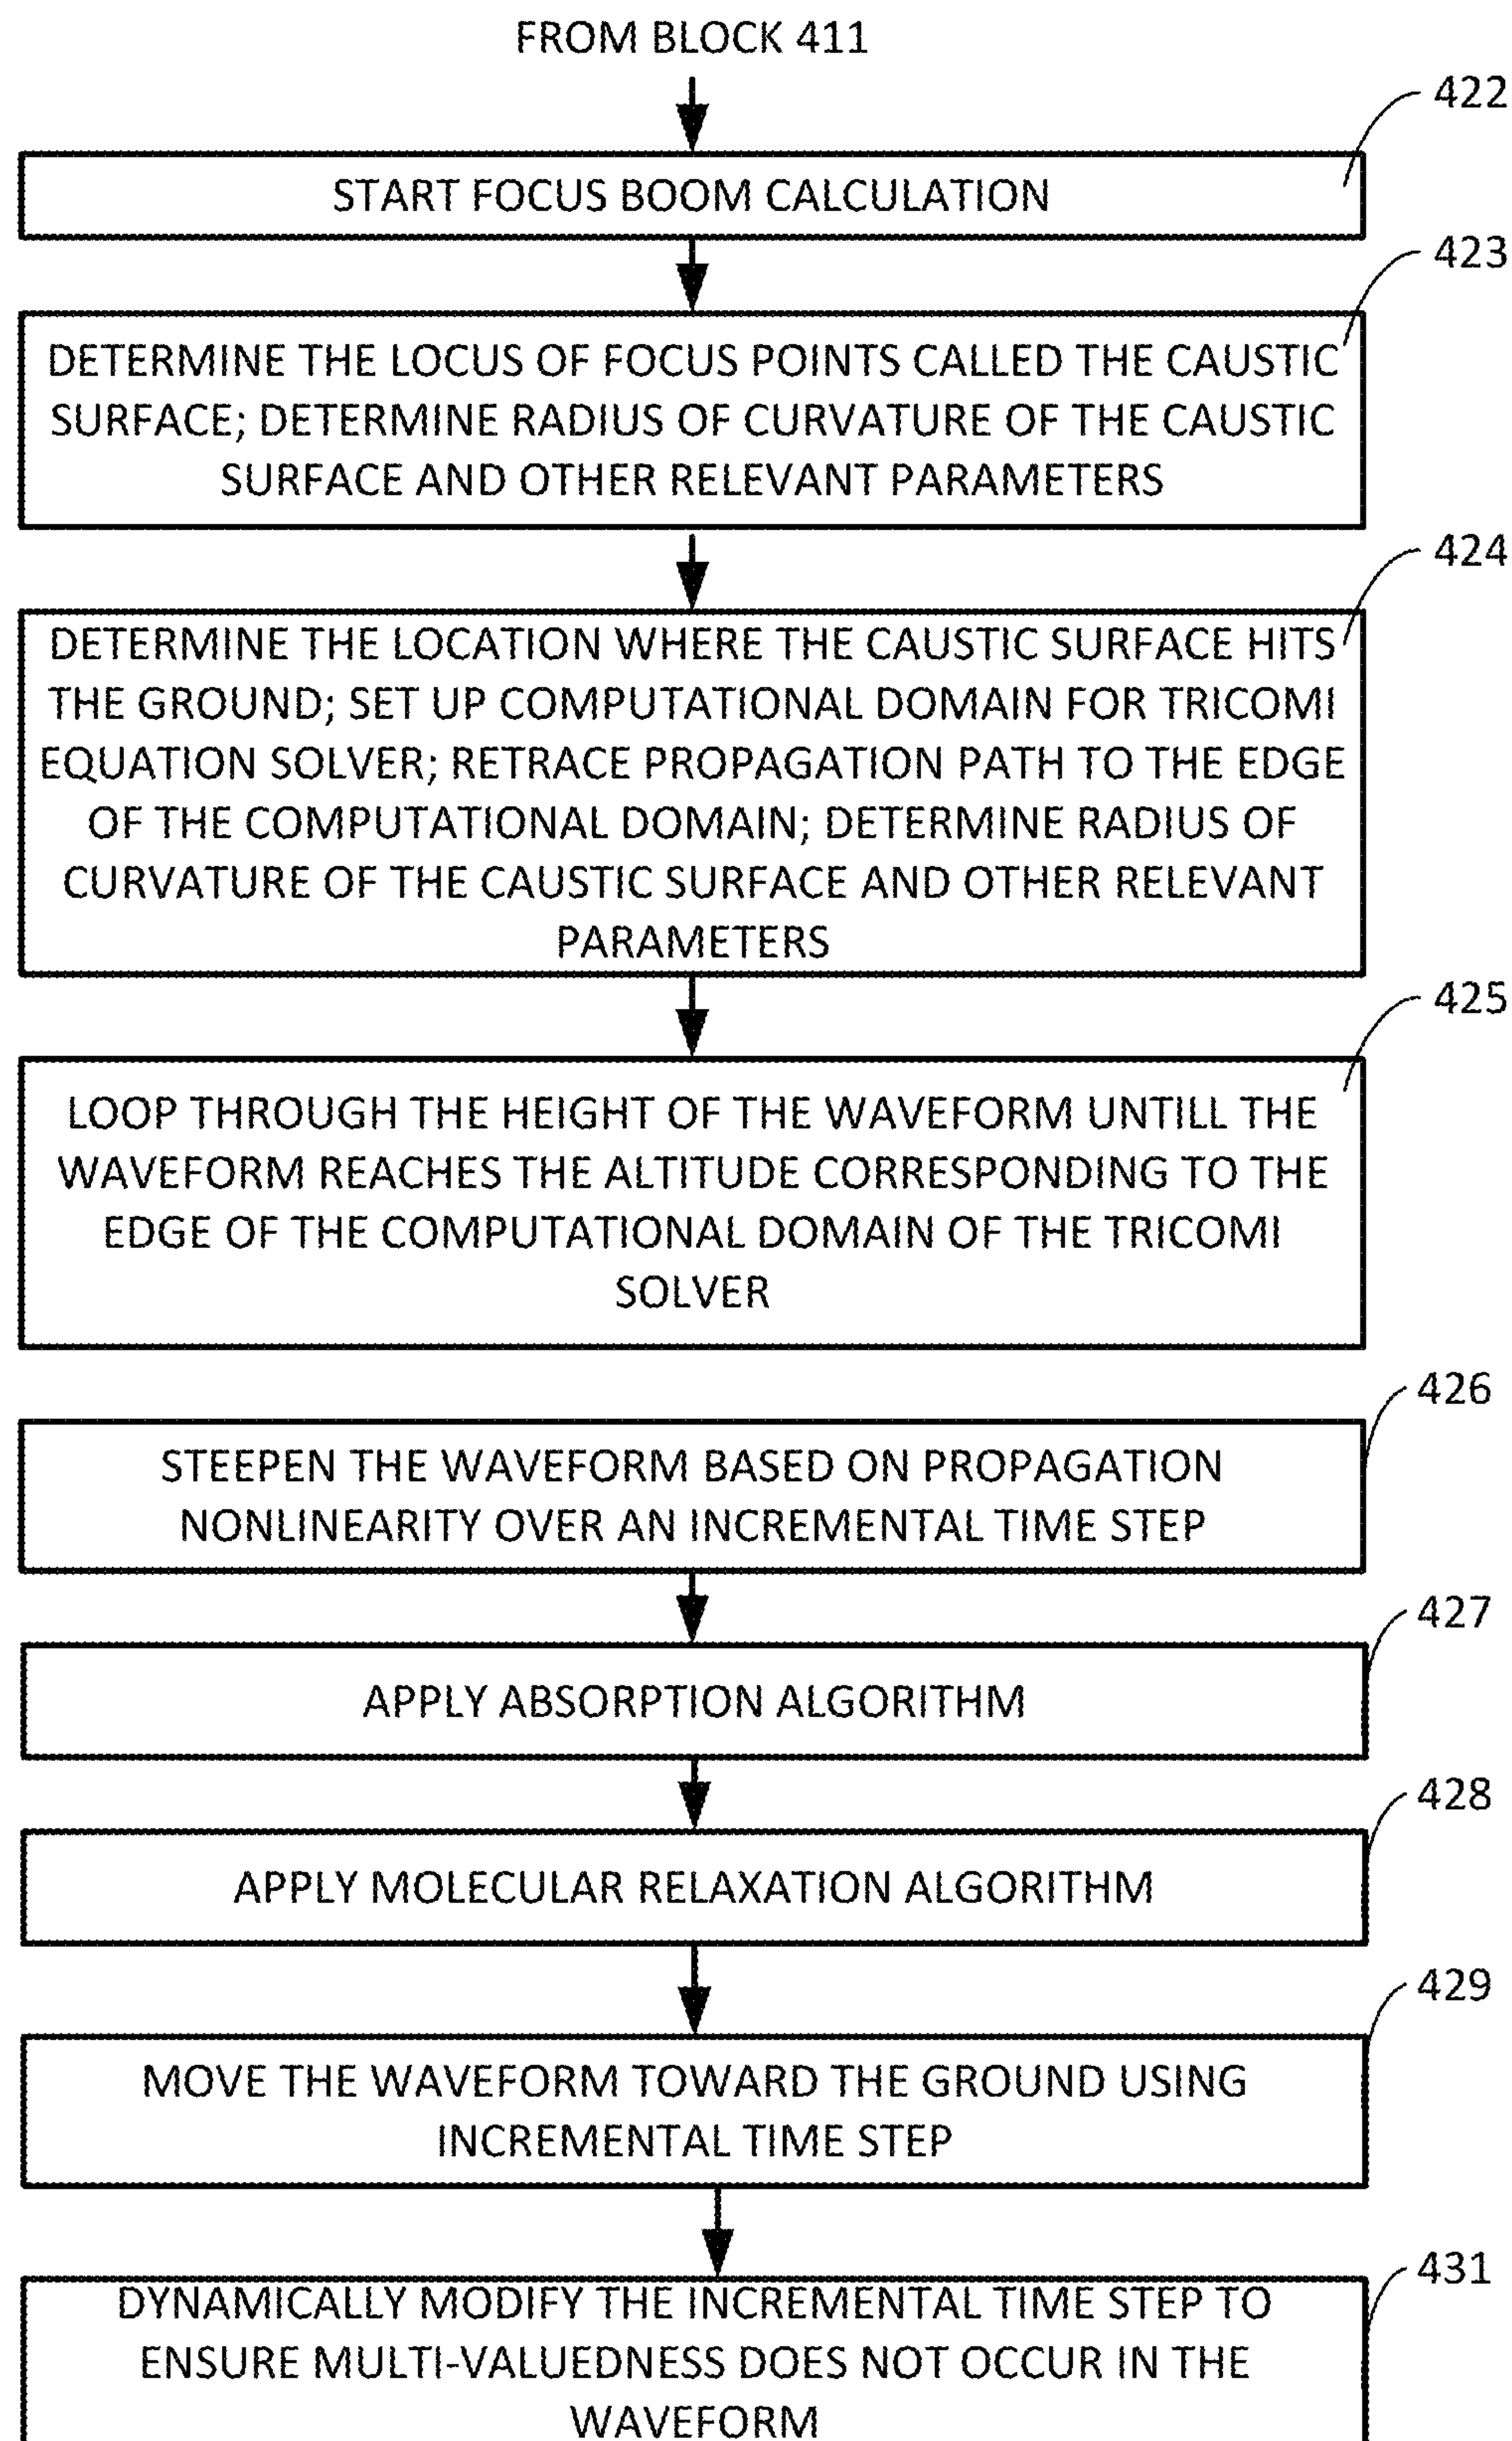 FROM BLOCK 411
422
START FOCUS BOOM CALCULATION
423
DETERMINE THE LOCUS OF FOCUS POINTS CALLED THE CAUSTIC
SURFACE; DETERMINE RADIUS OF CURVATURE OF THE CAUSTIC
SURFACE AND OTHER RELEVANT PARAMETERS
424
DETERMINE THE LOCATION WHERE THE CAUSTIC SURFACE HITS
THE GROUND; SET UP COMPUTATIONAL DOMAIN FOR TRICOMI
EQUATION SOLVER; RETRACE PROPAGATION PATH TO THE EDGE
OF THE COMPUTATIONAL DOMAIN; DETERMINE RADIUS OF
CURVATURE OF THE CAUSTIC SURFACE AND OTHER RELEVANT
PARAMETERS
425
LOOP THROUGH THE HEIGHT OF THE WAVEFORM UNTILL THE
WAVEFORM REACHES THE ALTITUDE CORRESPONDING TO THE
EDGE OF THE COMPUTATIONAL DOMAIN OF THE TRICOMI
SOLVER
426
STEEPEN THE WAVEFORM BASED ON PROPAGATION
NONLINEARITY OVER AN INCREMENTAL TIME STEP
427
APPLY ABSORPTION ALGORITHM
428
APPLY MOLECULAR RELAXATION ALGORITHM
429
MOVE THE WAVEFORM TOWARD THE GROUND USING
INCREMENTAL TIME STEP
431
DYNAMICALLY MODIFY THE INCREMENTAL TIME STEP TO
ENSURE MULTI-VALUEDNESS DOES NOT OCCUR IN THE
WAVEFORM